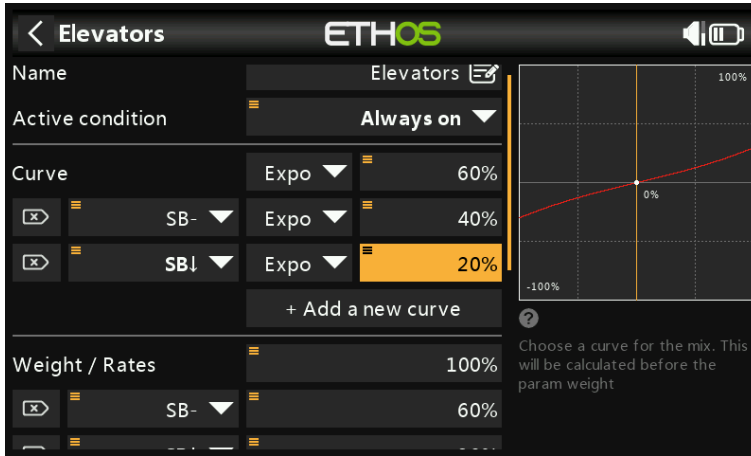 Elevators
ETHOS
Name
Elevators
Active condition
Always on
Curve
Expo
60%
SB-
Expo
40%
SB↓
Expo
20%
+ Add a new curve
Weight / Rates
100%
SB-
60%
100%
0%
-100%
?
Choose a curve for the mix. This
will be calculated before the
param weight